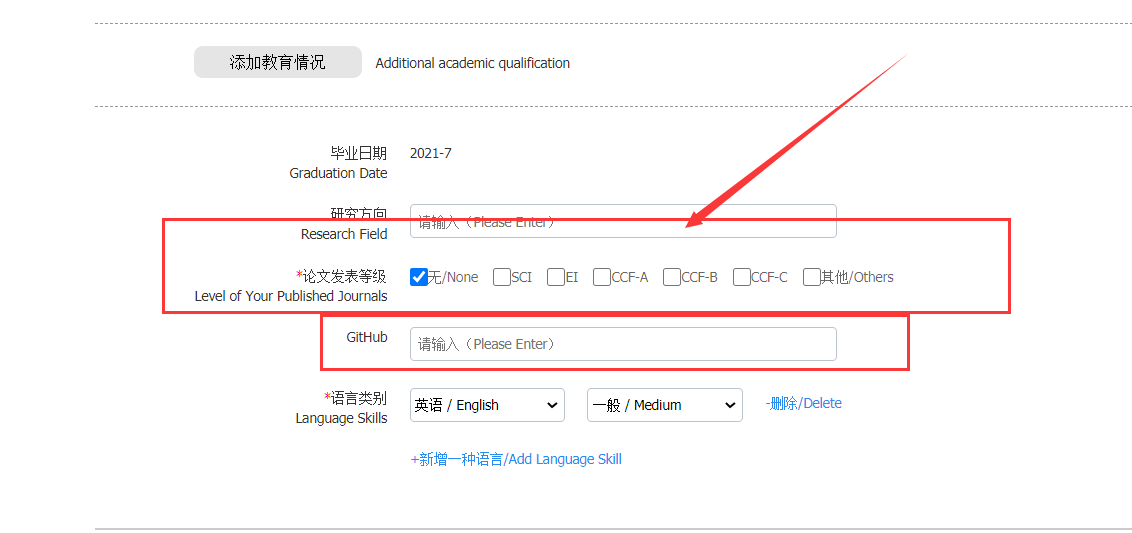 添加教育情况 Additional academic qualification
毕业日期 2021-7
Graduation Date
研究方向 请输入（Please Enter）
Research Field
*论文发表等级 无/None SCI EI CCF-A CCF-B CCF-C 其他/Others
Level of Your Published Journals
GitHub 请输入（Please Enter）
*语言类别 英语 / English 一般 / Medium -删除/Delete
Language Skills
+新增一种语言/Add Language Skill